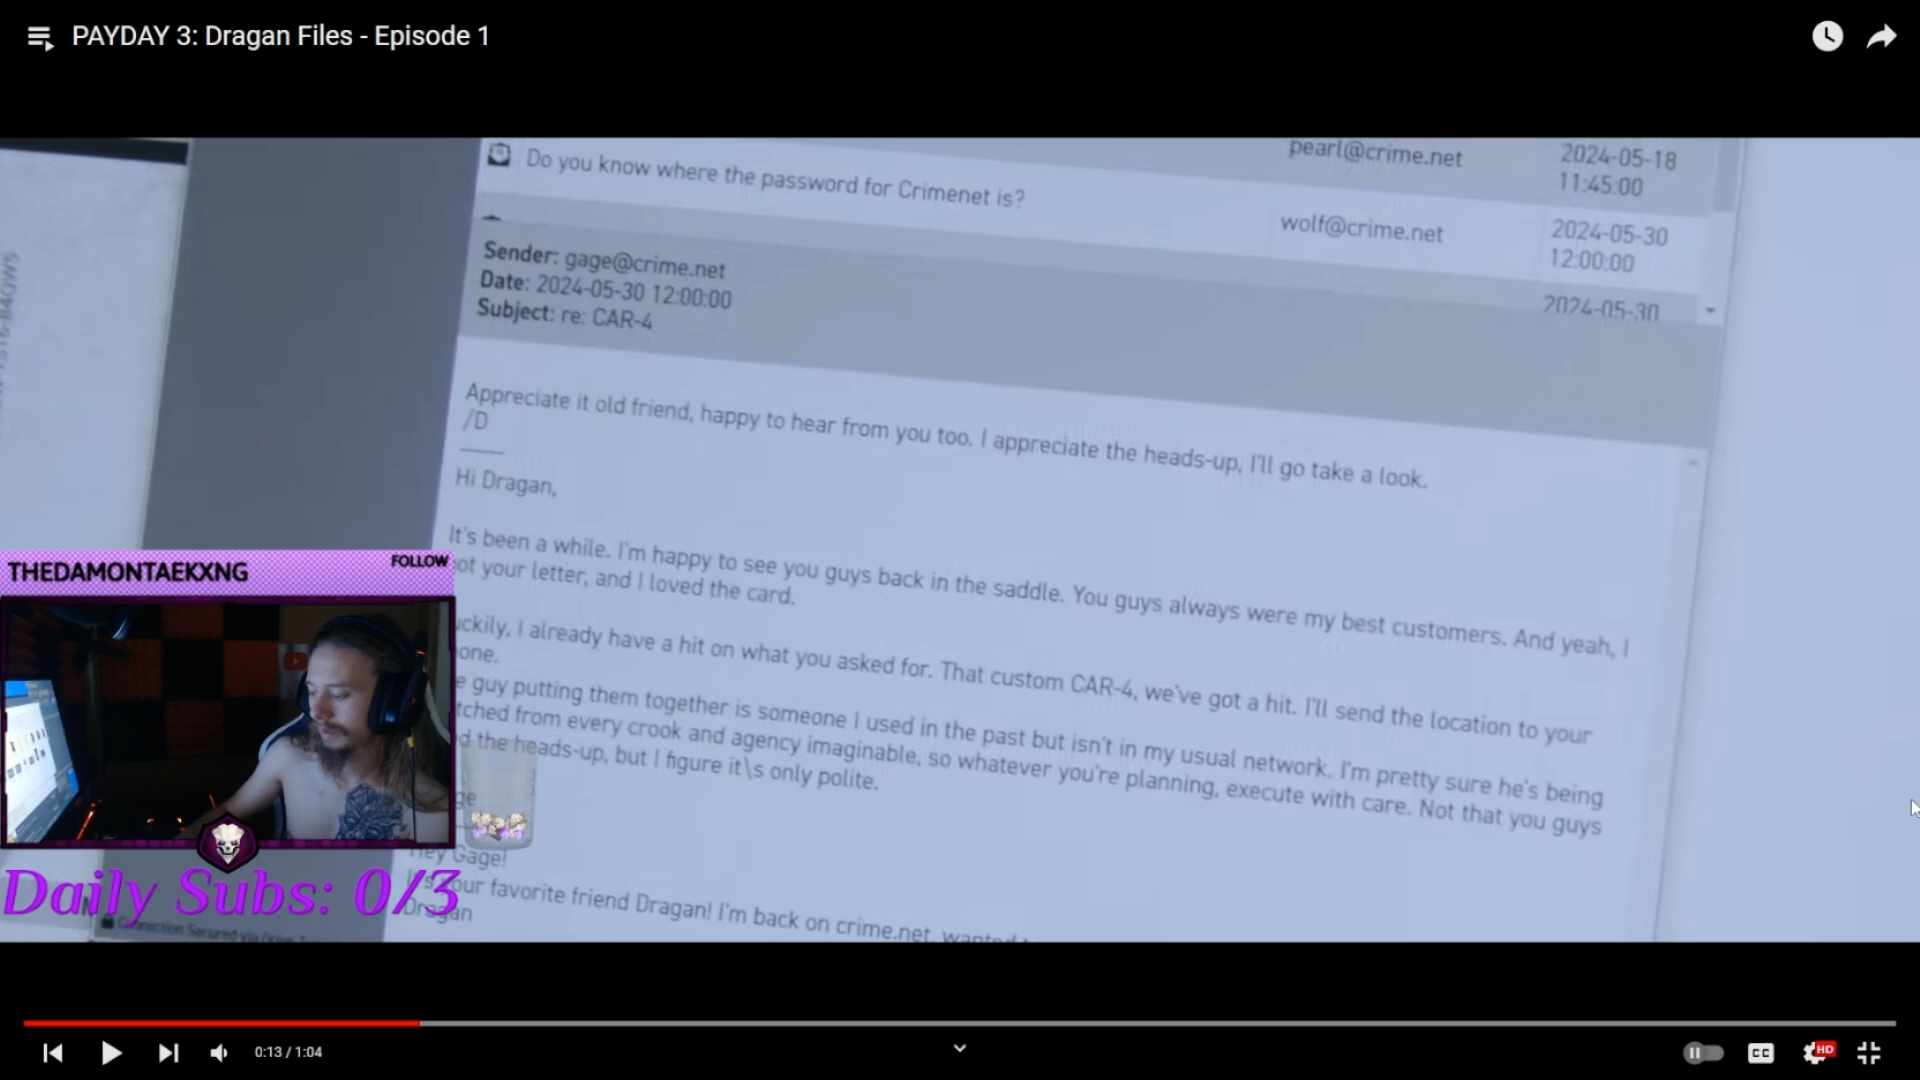 PAYDAY 3: Dragan Files - Episode 1
pearl@crime.net
2024-05-18
11:45:00
Do you know where the password for Crimenet is?
wolf@crime.net
2024-05-30
12:00:00
2024-05-30
Sender: gage@crime.net
Date: 2024-05-30 12:00:00
Subject: re: CAR-4
Appreciate it old friend, happy to hear from you too. I appreciate the heads-up, I'll go take a look.
/D
Hi Dragan,
It's been a while. I'm happy to see you guys back in the saddle. You guys always were my best customers. And yeah, I
your letter, and I loved the card.
I already have a hit on what you asked for. That custom CAR-4, we've got a hit. I'll send the location to your
guy putting them together is someone I used in the past but isn't in my usual network. I'm pretty sure he's being
from every crook and agency imaginable, so whatever you're planning, execute with care. Not that you guys
the heads-up, but I figure it\s only polite.
Hey Gage!
your favorite friend Dragan! I'm back on crime.net, wanted
Dragan
THEDAMONTAEKXNG
FOLLOW
Daily Subs: 0/3
Connection Secured via
0:13 / 1:04
CC
HD